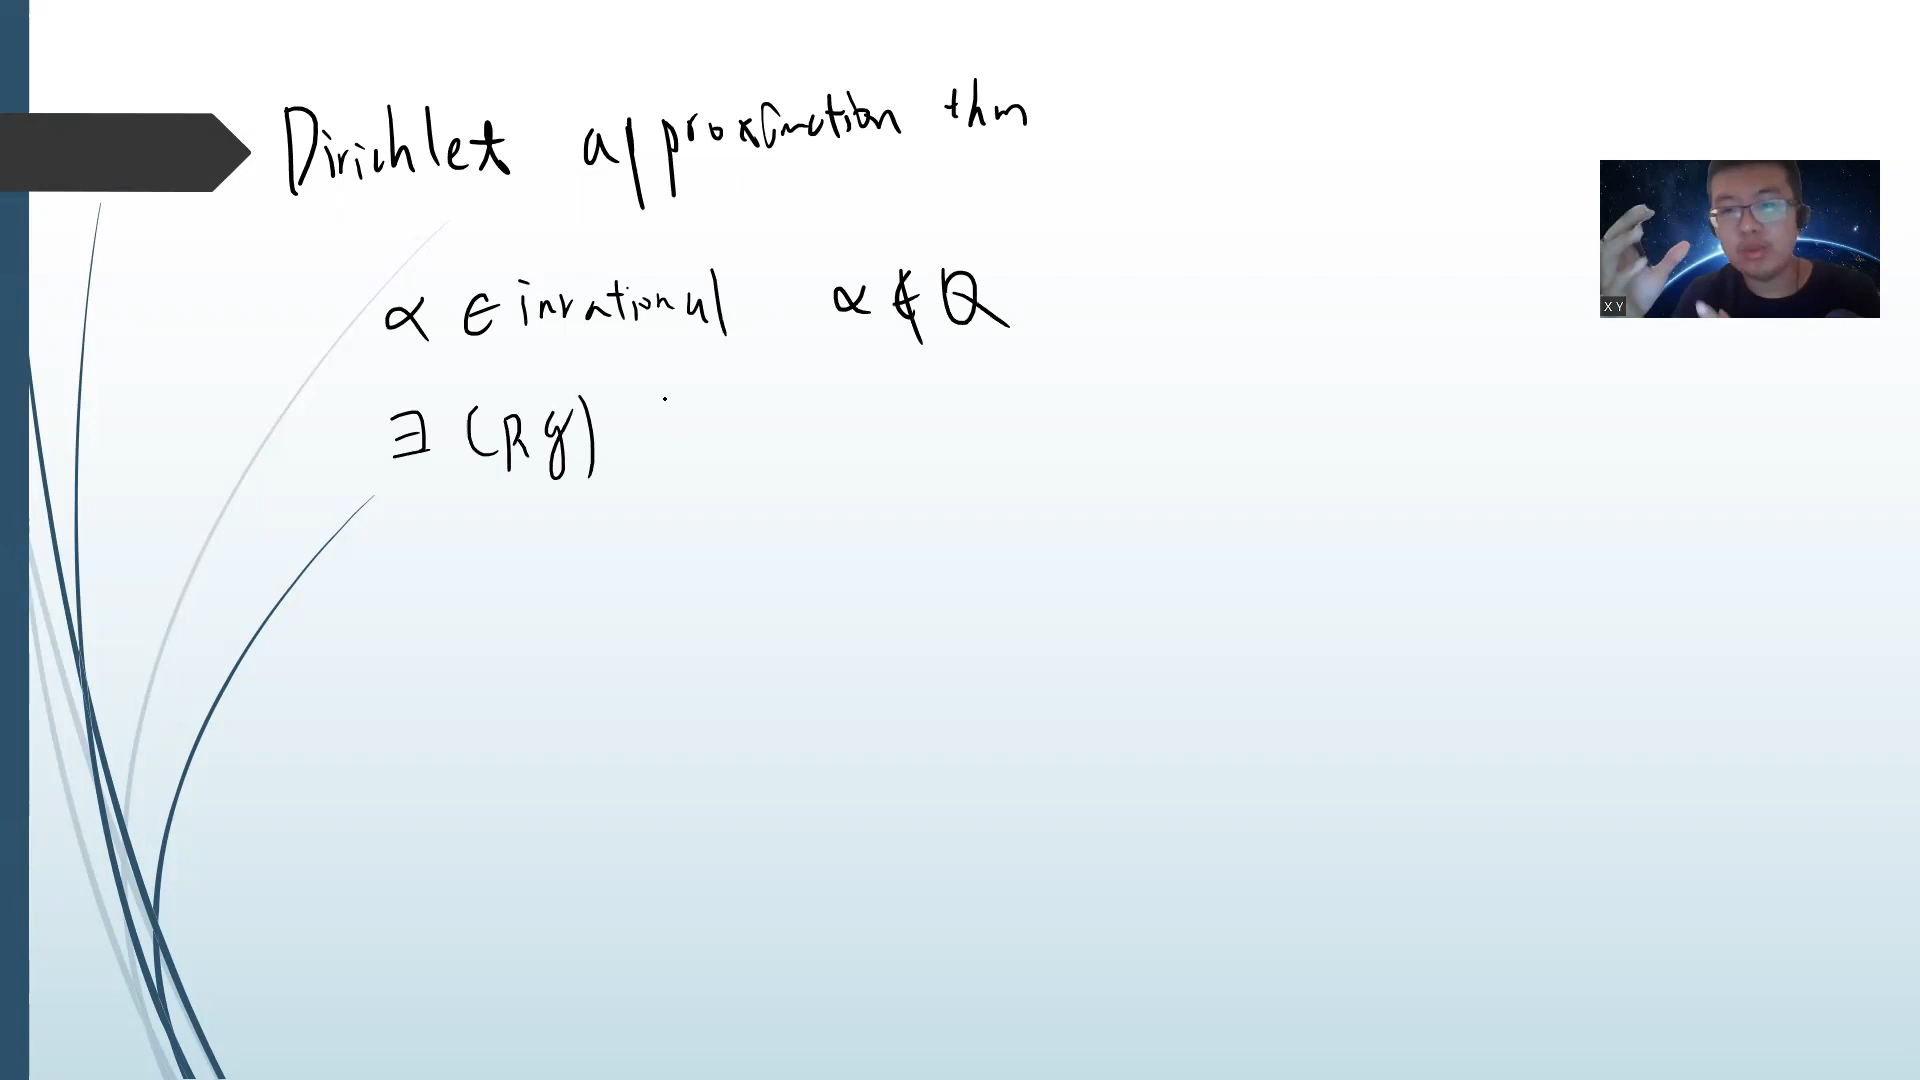 Dirichlet approximation thm
α ∈ irrational α ∉ Q
∃ (p, q)
X Y